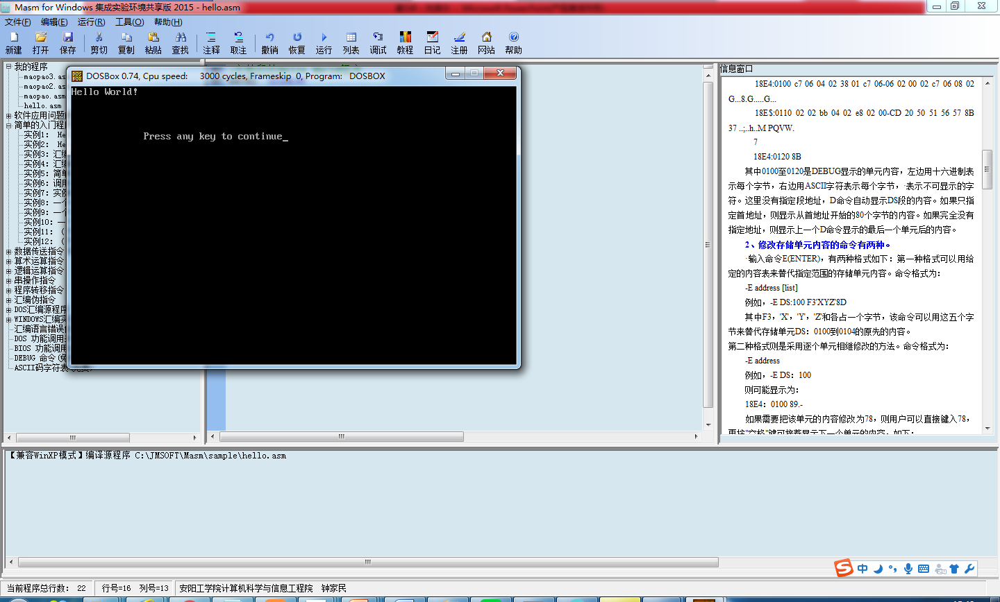 Masm for Windows 集成实验环境共享版 2015 - hello.asm
文件(F) 编辑(E) 运行(R) 工具(O) 帮助(H)
新建 打开 保存 剪切 复制 粘贴 查找 注释 取注 撤销 恢复 运行 列表 调试 教程 日记 注册 网站 帮助
我的程序
maopao3.as
maopao2.as
maopao.asm
hello.asm
软件应用问题
简单的入门程
实例1: He
实例2: He
实例3: 汇编
实例4: 汇编
实例5: 简单
实例6: 调用
实例7: 实例
实例8: 一个
实例9: 一个
实例10: 一
实例11: (
实例12: (
数据传送指令
算术运算指令
逻辑运算指令
串操作指令
程序转移指令
汇编伪指令
DOS汇编源程序
WINDOWS汇编实
汇编语言错误
DOS 功能调用
BIOS 功能调用
DEBUG 命令(免
ASCII码字符表
DOSBox 0.74, Cpu speed: 3000 cycles, Frameskip 0, Program: DOSBOX
Hello World!
Press any key to continue_
信息窗口
18E4:0100 c7 06 04 02 38 01 c7 06-06 02 00 02 c7 06 08 02
G...8.G.....G...
18E$:0110 02 02 bb 04 02 e8 02 00-CD 20 50 51 56 57 8B
37 ..;..h..M PQVW.
7
18E4:0120 8B
其中0100至0120是DEBUG显示的单元内容，左边用十六进制表
示每个字节，右边用ASCII字符表示每个字节，·表示不可显示的字
符。这里没有指定段地址，D命令自动显示DS段的内容。如果只指
定首地址，则显示从首地址开始的80个字节的内容。如果完全没有
指定地址，则显示上一个D命令显示的最后一个单元后的内容。
2、修改存储单元内容的命令有两种。
·输入命令E(ENTER)，有两种格式如下：第一种格式可以用给
定的内容表来替代指定范围的存储单元内容。命令格式为：
-E address [list]
例如，-E DS:100 F3'XYZ'8D
其中F3，'X'，'Y'，'Z'和各占一个字节，该命令可以用这五个字
节来替代存储单元DS：0100到0104的原先的内容。
第二种格式则是采用逐个单元相继修改的方法。命令格式为：
-E address
例如，-E DS：100
则可能显示为：
18E4：0100 89.-
如果需要把该单元的内容修改为78，则用户可以直接键入78，
再按"空格"键可接着显示下一个单元的内容，如下：
【兼容WinXP模式】编译源程序 C:\JMSOFT\Masm\sample\hello.asm
中
当前程序总行数： 22 行号=16 列号=13 安阳工学院计算机科学与信息工程院 钟家民